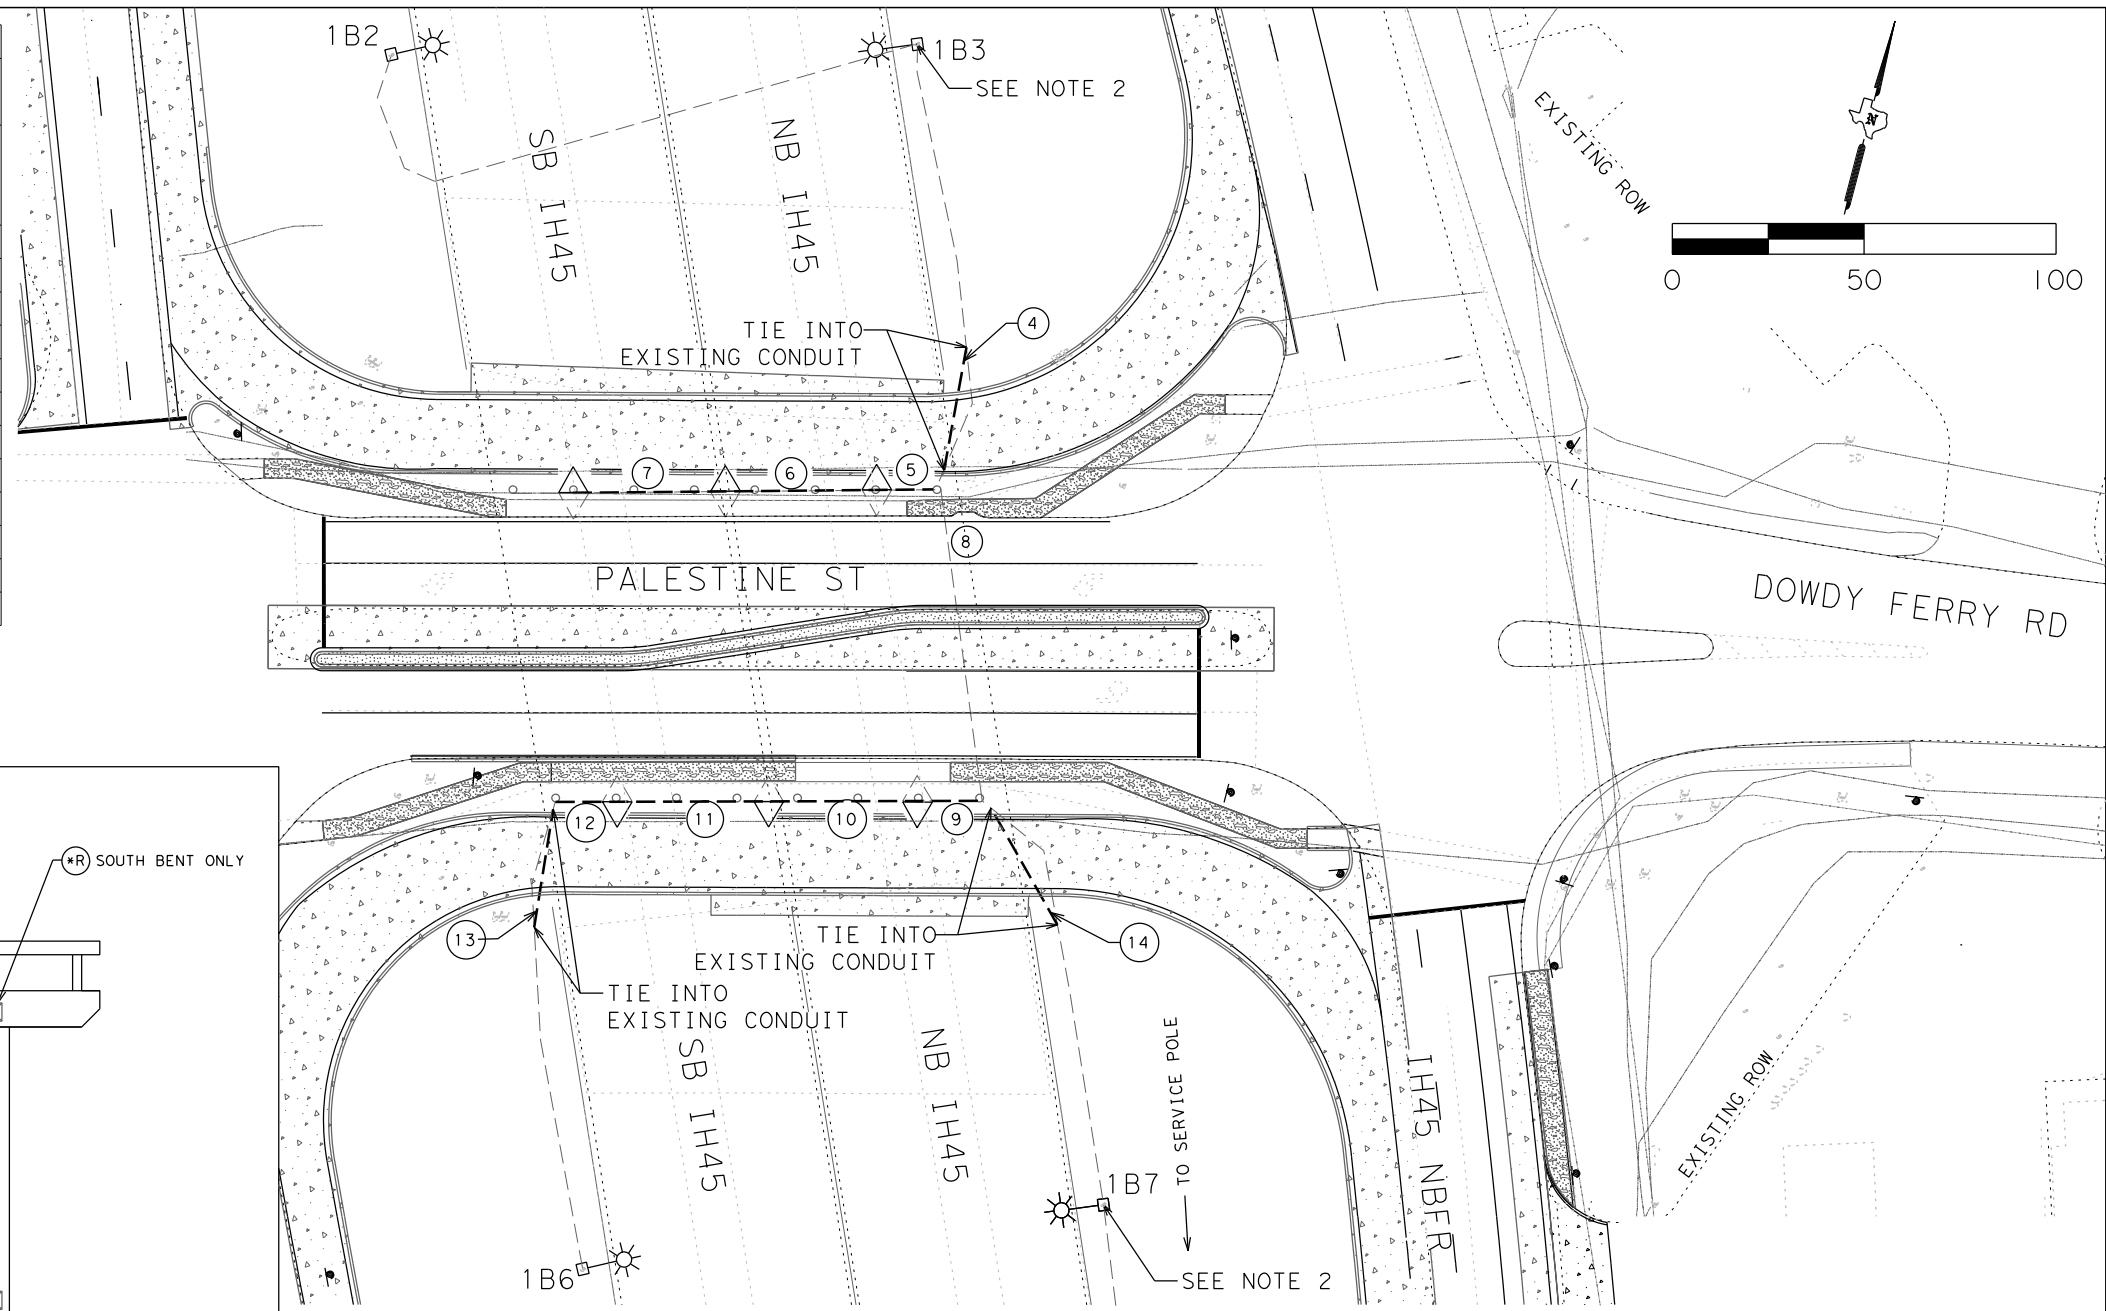 1B2
1B3
SEE NOTE 2
SB IH45
NB IH45
EXISTING ROW
N
0 50 100
TIE INTO
EXISTING CONDUIT
4
7
6
5
8
PALESTINE ST
DOWDY FERRY RD
12
11
10
9
*R SOUTH BENT ONLY
13
TIE INTO
EXISTING CONDUIT
14
TIE INTO
EXISTING CONDUIT
SB IH45
NB IH45
TO SERVICE POLE
IH45 NBFR
EXISTING ROW
1B6
1B7
SEE NOTE 2